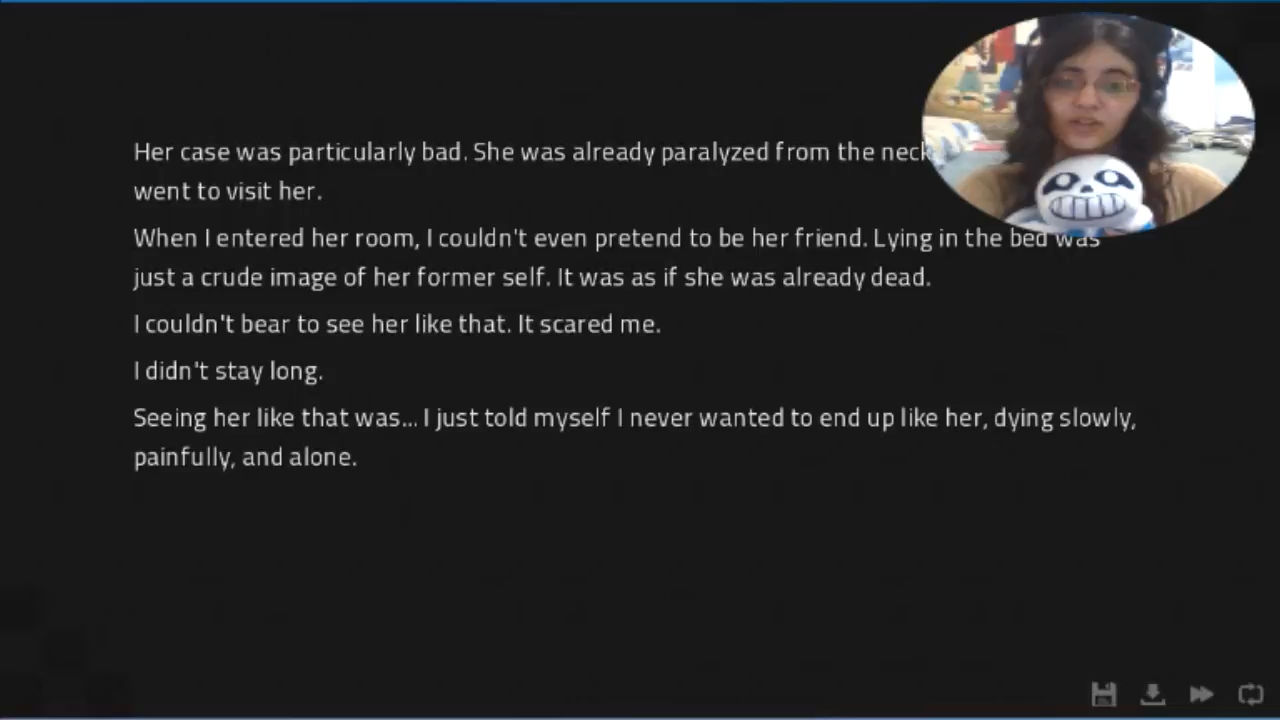 Her case was particularly bad. She was already paralyzed from the neck
went to visit her.
When I entered her room, I couldn't even pretend to be her friend. Lying in the bed was
just a crude image of her former self. It was as if she was already dead.
I couldn't bear to see her like that. It scared me.
I didn't stay long.
Seeing her like that was... I just told myself I never wanted to end up like her, dying slowly,
painfully, and alone.